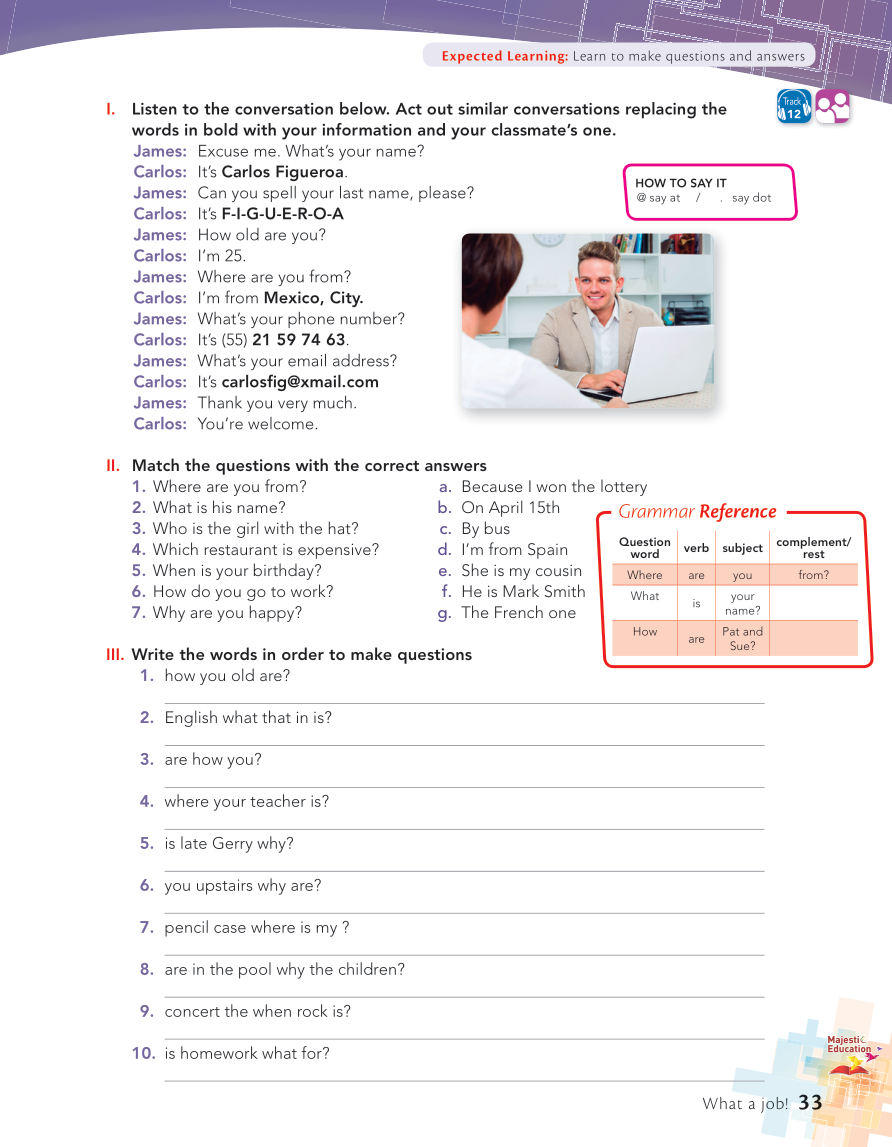 Expected Learning: Learn to make questions and answers
Track
12
I. Listen to the conversation below. Act out similar conversations replacing the
words in bold with your information and your classmate's one.
James: Excuse me. What's your name?
Carlos: It's Carlos Figueroa.
James: Can you spell your last name, please?
Carlos: It's F-I-G-U-E-R-O-A
James: How old are you?
Carlos: I'm 25.
James: Where are you from?
Carlos: I'm from Mexico, City.
James: What's your phone number?
Carlos: It's (55) 21 59 74 63.
James: What's your email address?
Carlos: It's carlosfig@xmail.com
James: Thank you very much.
Carlos: You're welcome.
HOW TO SAY IT
@ say at / . say dot
II. Match the questions with the correct answers
1. Where are you from?
2. What is his name?
3. Who is the girl with the hat?
4. Which restaurant is expensive?
5. When is your birthday?
6. How do you go to work?
7. Why are you happy?
a. Because I won the lottery
b. On April 15th
c. By bus
d. I'm from Spain
e. She is my cousin
f. He is Mark Smith
g. The French one
Grammar Reference
Question word verb subject complement/ rest
Where are you from?
What is your name?
How are Pat and Sue?
III. Write the words in order to make questions
1. how you old are?
2. English what that in is?
3. are how you?
4. where your teacher is?
5. is late Gerry why?
6. you upstairs why are?
7. pencil case where is my ?
8. are in the pool why the children?
9. concert the when rock is?
10. is homework what for?
Majestic
Education
What a job! 33